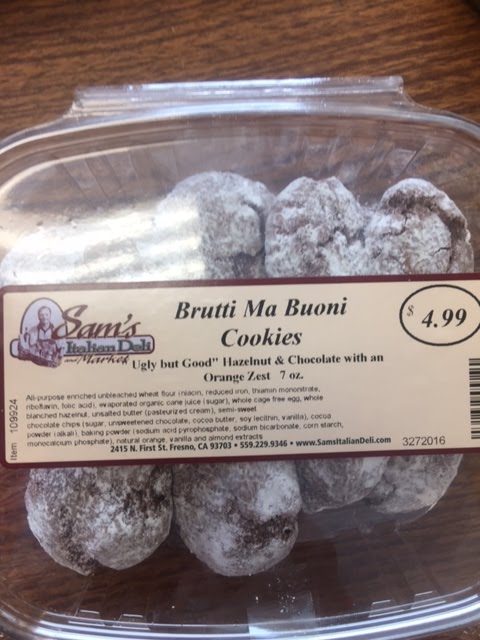 Sam's
Italian Deli
and Market
Brutti Ma Buoni
Cookies
$ 4.99
Ugly but Good" Hazelnut & Chocolate with an
Orange Zest 7 oz.
All-purpose enriched unbleached wheat flour (niacin, reduced iron, thiamin mononitrate,
riboflavin, folic acid), evaporated organic cane juice (sugar), whole cage free egg, whole
blanched hazelnut, unsalted butter (pasteurized cream), semi-sweet
chocolate chips (sugar, unsweetened chocolate, cocoa butter, soy lecithin, vanilla), cocoa
powder (alkali), baking powder (sodium acid pyrophosphate, sodium bicarbonate, corn starch,
monocalcium phosphate), natural orange, vanilla and almond extracts
2415 N. First St. Fresno, CA 93703 • 559.229.9346 • www.SamsItalianDeli.com
3272016
Item 109924